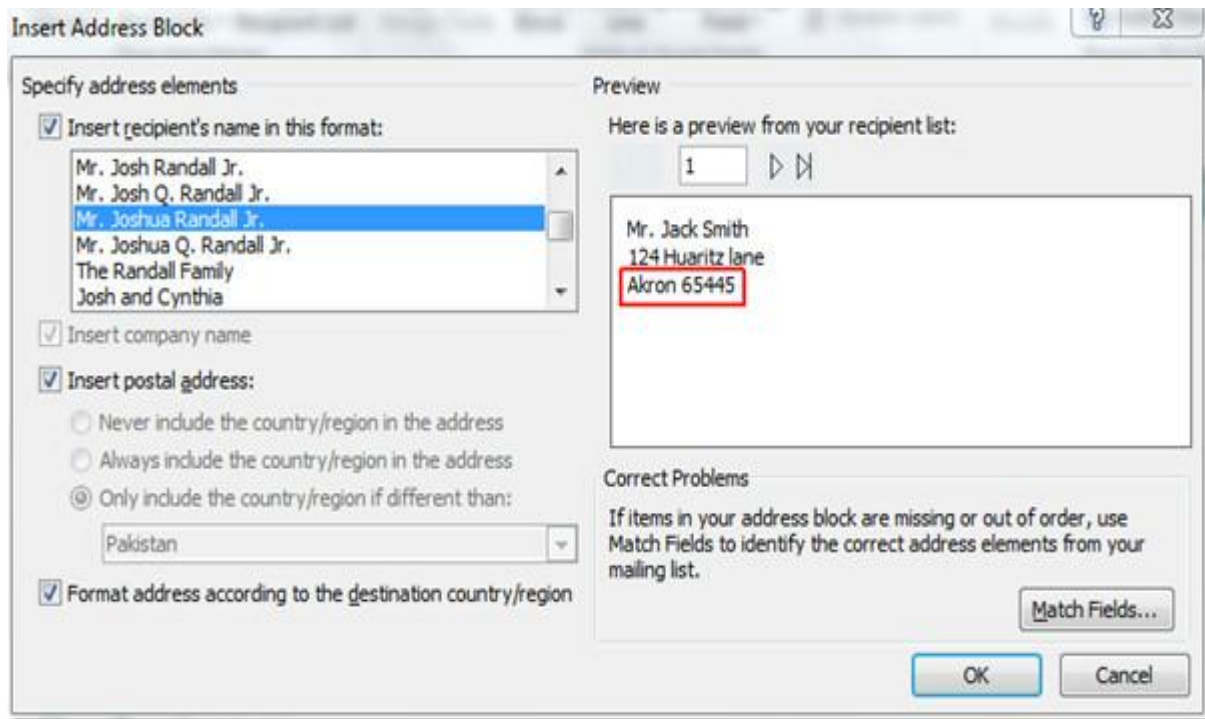 Insert Address Block
Specify address elements
Insert recipient's name in this format:
Mr. Josh Randall Jr.
Mr. Josh Q. Randall Jr.
Mr. Joshua Randall Jr.
Mr. Joshua Q. Randall Jr.
The Randall Family
Josh and Cynthia
Insert company name
Insert postal address:
Never include the country/region in the address
Always include the country/region in the address
Only include the country/region if different than:
Pakistan
Format address according to the destination country/region
Preview
Here is a preview from your recipient list:
1
Mr. Jack Smith
124 Huaritz lane
Akron 65445
Correct Problems
If items in your address block are missing or out of order, use
Match Fields to identify the correct address elements from your
mailing list.
Match Fields...
OK
Cancel